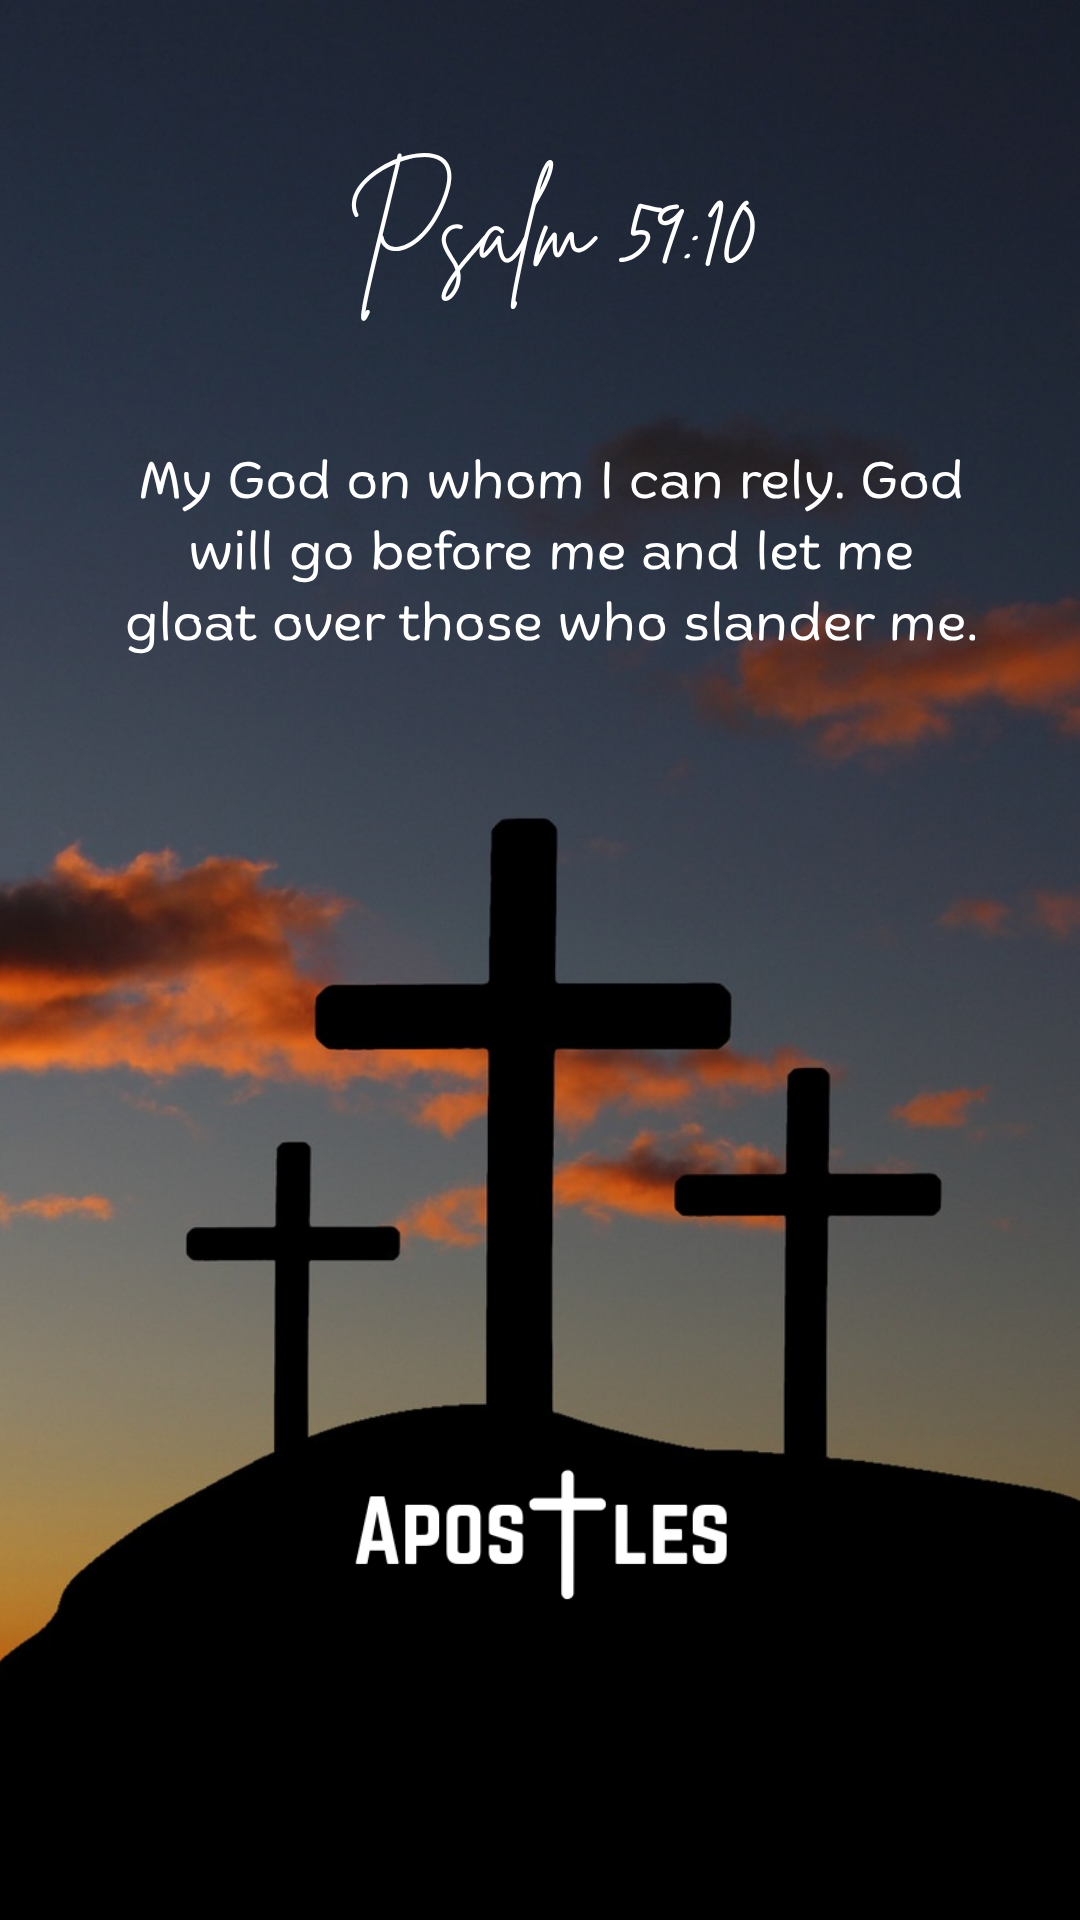 Psalm 59:10
My God on whom I can rely. God
will go before me and let me
gloat over those who slander me.
APOSTLES